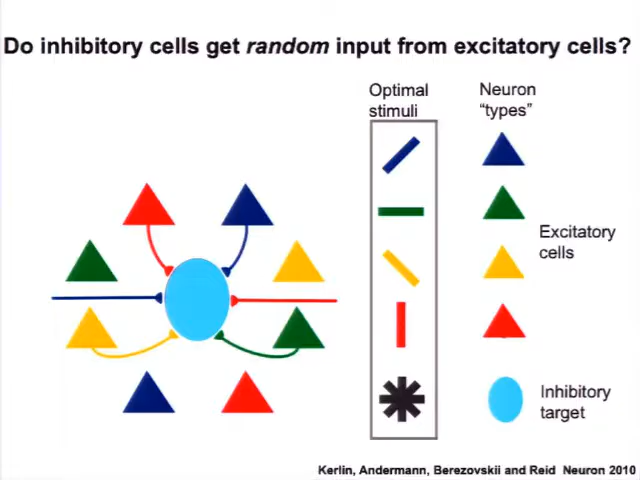 Do inhibitory cells get random input from excitatory cells?
Optimal
stimuli
Neuron
“types”
Excitatory
cells
Inhibitory
target
Kerlin, Andermann, Berezovskii and Reid Neuron 2010